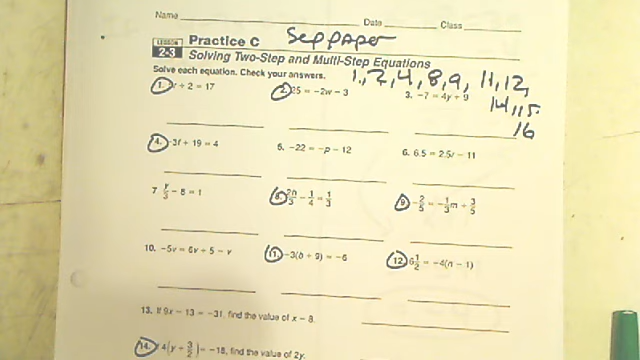 Name Date Class
LESSON 2-3 Practice C Sep paper
Solving Two-Step and Multi-Step Equations
Solve each equation. Check your answers. 1, 2, 4, 8, 9, 11, 12,
14, 15
16
1. + 2 = 17 2. 25 = -2w - 3 3. -7 = 4y + 9
4. -3f + 19 = 4 5. -22 = -p - 12 6. 6.5 = 2.5r - 11
7 y/3 - 8 = 1 8. 2n/3 - 1/4 = 1/3 9. -2/5 = -1/3 m + 3/5
10. -5v = 6v + 5 - v 11. -3(b + 9) = -6 12. 6 1/2 = -4(n - 1)
13. If 9x - 13 = -31, find the value of x - 8.
14. 4(y + 3/2) = -18, find the value of 2y.